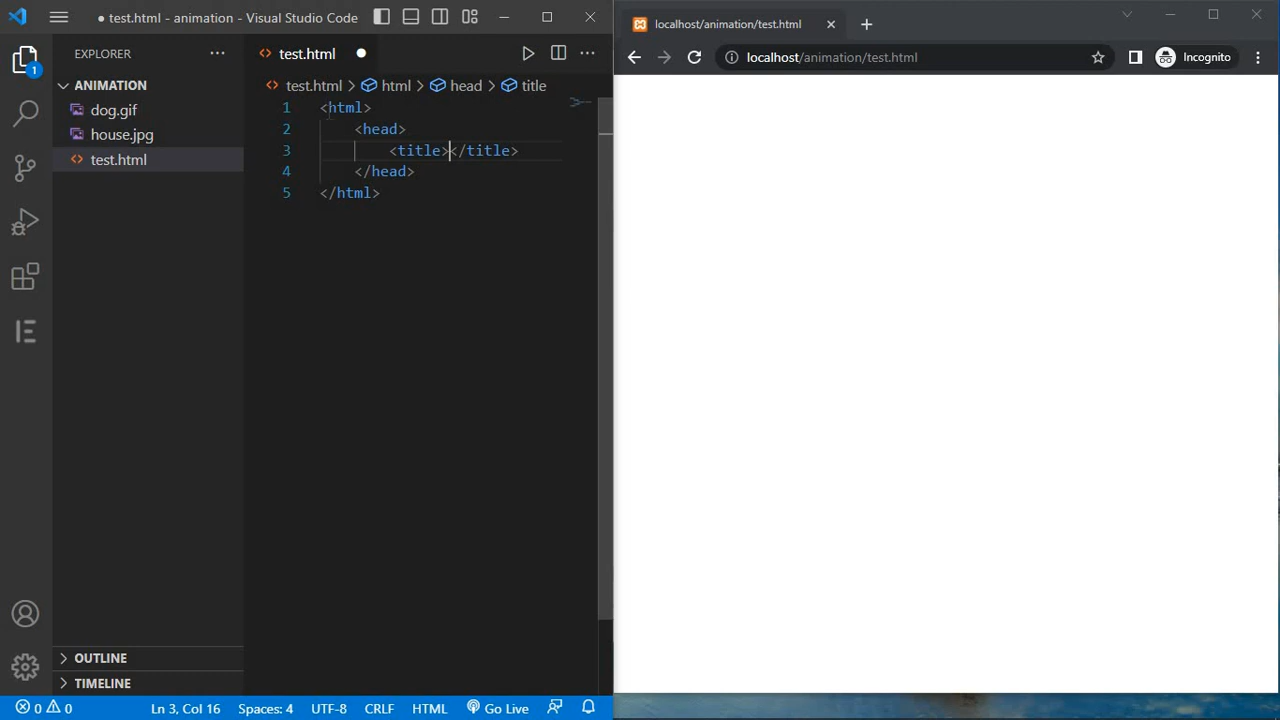 ● test.html - animation - Visual Studio Code
EXPLORER
ANIMATION
dog.gif
house.jpg
test.html
OUTLINE
TIMELINE
1
test.html
test.html > html > head > title
1 <html>
2 <head>
3 <title></title>
4 </head>
5 </html>
0 0
Ln 3, Col 16
Spaces: 4
UTF-8
CRLF
HTML
Go Live
localhost/animation/test.html
localhost/animation/test.html
Incognito